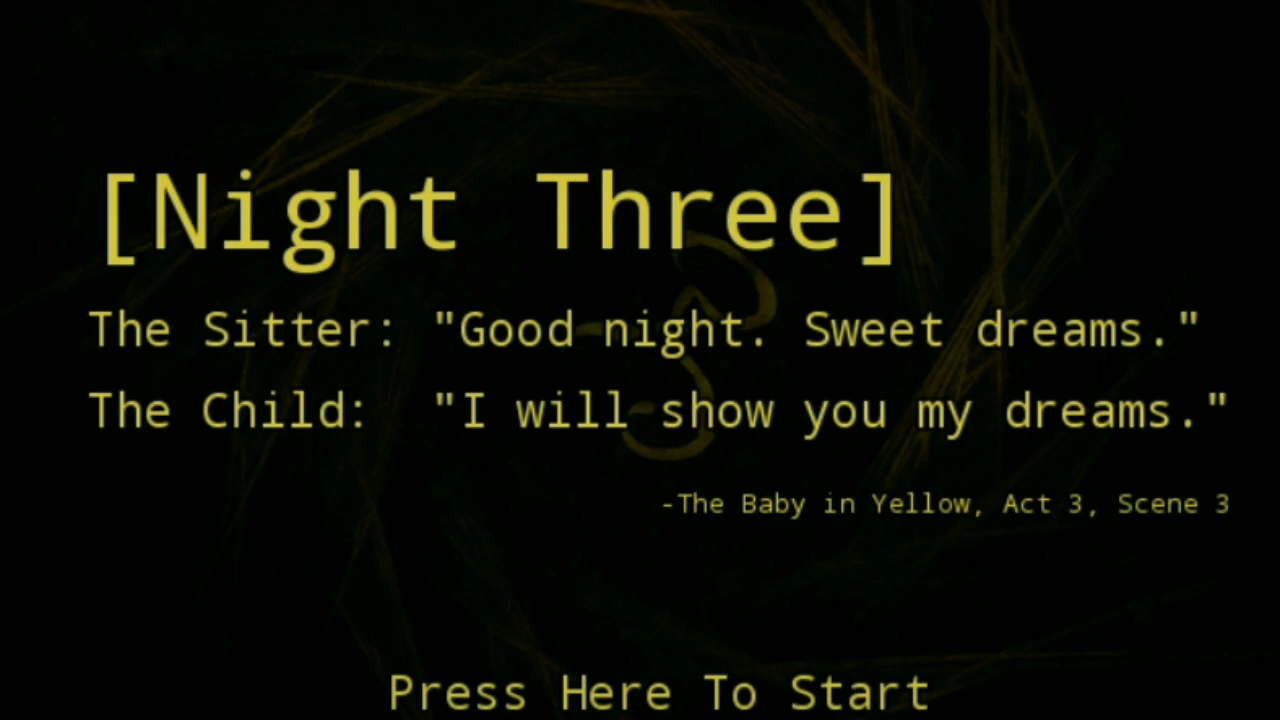 [Night Three]
The Sitter: "Good night. Sweet dreams."
The Child: "I will show you my dreams."
-The Baby in Yellow, Act 3, Scene 3
Press Here To Start